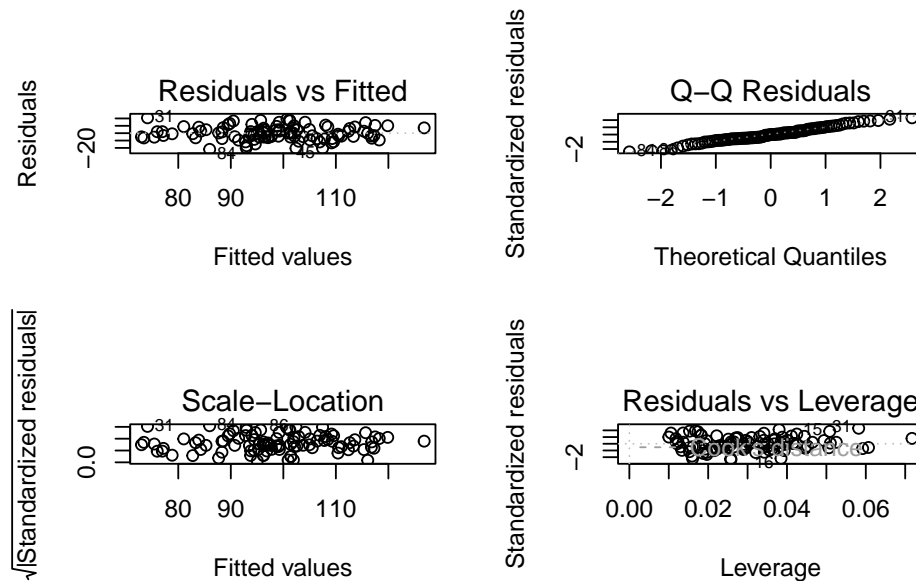 Residuals vs Fitted
Residuals
−20
31
84
45
80 90 110
Fitted values
Q−Q Residuals
Standardized residuals
−2
31
84
−2 −1 0 1 2
Theoretical Quantiles
Scale−Location
√|Standardized residuals|
0.0
31
84
86
80 90 110
Fitted values
Residuals vs Leverage
Standardized residuals
−2
15
31
Cook's distance
16
0.00 0.02 0.04 0.06
Leverage